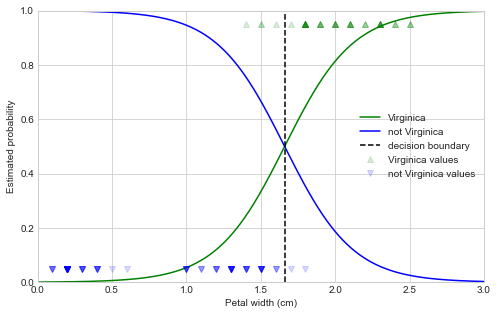 1.0
0.8
0.6
0.4
0.2
0.0
Estimated probability
Virginica
not Virginica
decision boundary
Virginica values
not Virginica values
0.0 0.5 1.0 1.5 2.0 2.5 3.0
Petal width (cm)